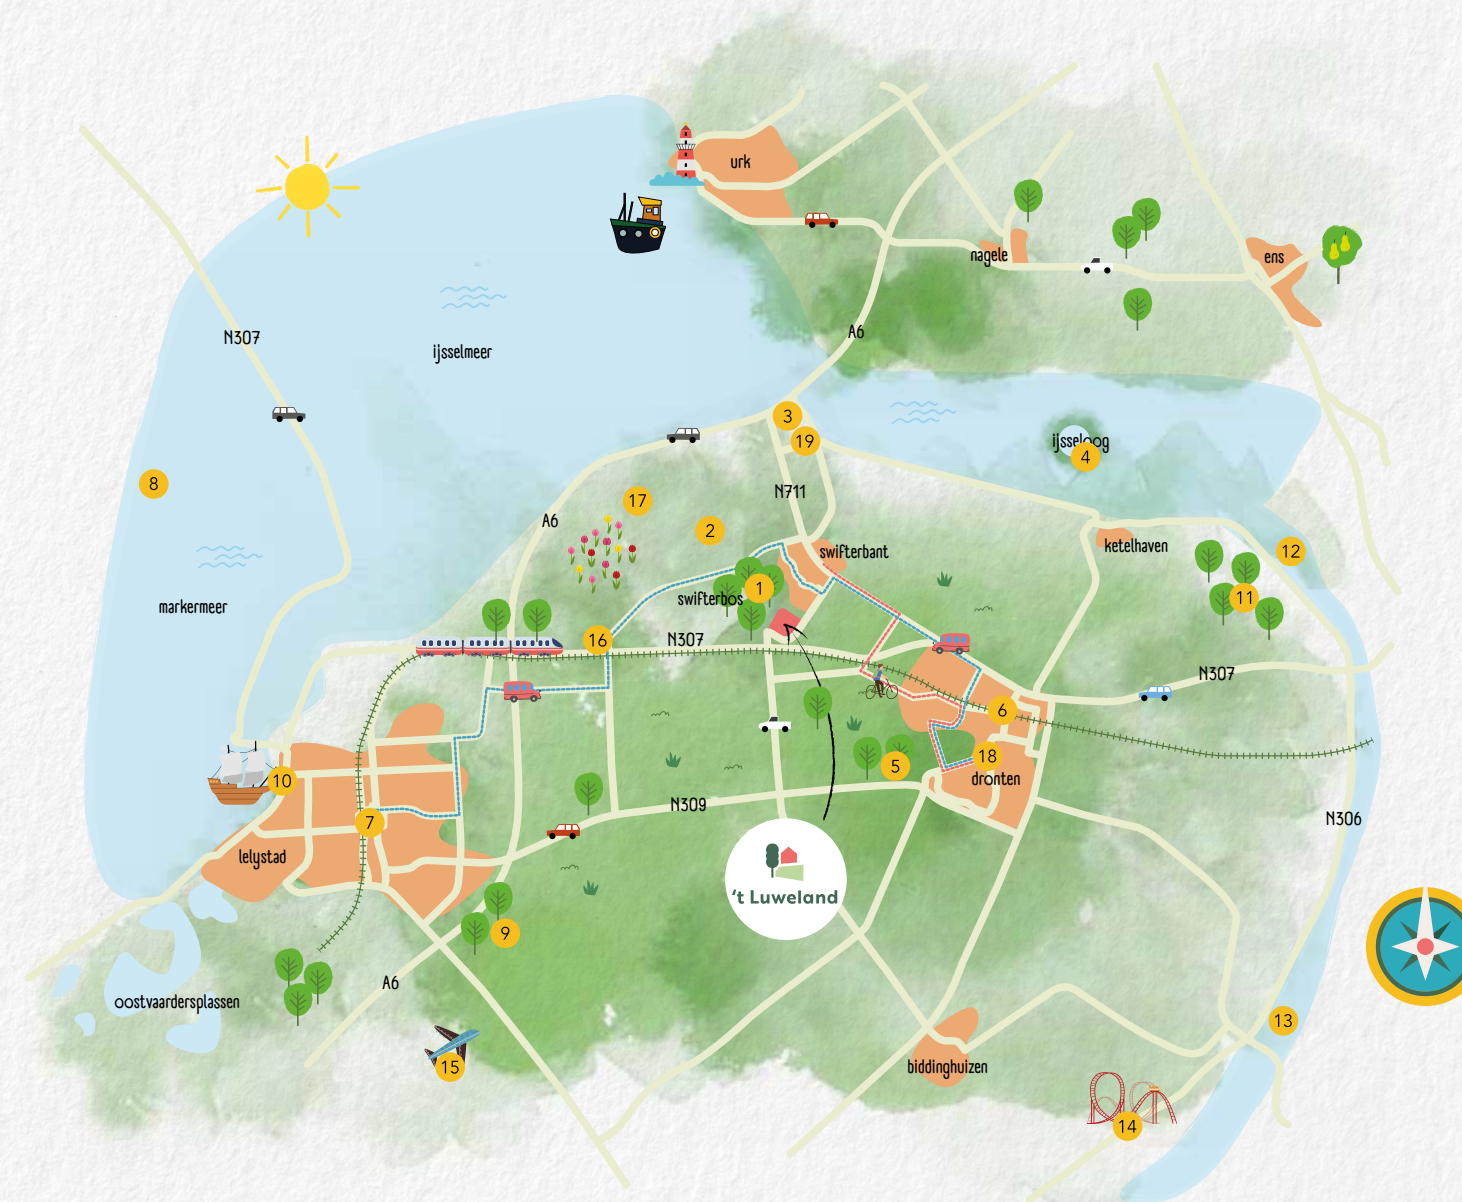 urk
nagele
ens
A6
N307
ijsselmeer
3
19
ijsseloog
4
8
17
N711
A6
2
swifterbant
ketelhaven
12
markermeer
swifterbos
1
11
16
N307
N307
6
18
5
dronten
10
7
N309
N306
lelystad
't Luweland
9
A6
oostvaardersplassen
13
15
biddinghuizen
14